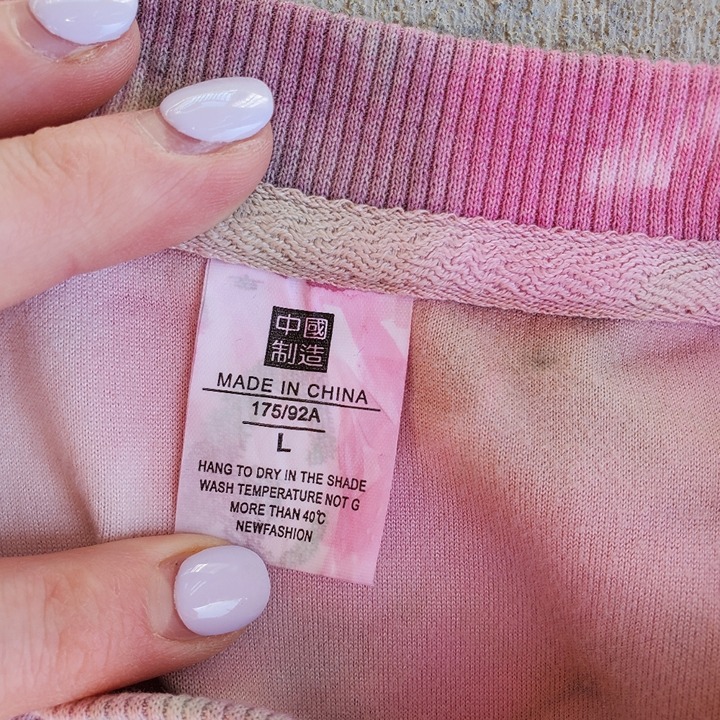 中國
制造
MADE IN CHINA
175/92A
L
HANG TO DRY IN THE SHADE
WASH TEMPERATURE NOT G
MORE THAN 40℃
NEWFASHION